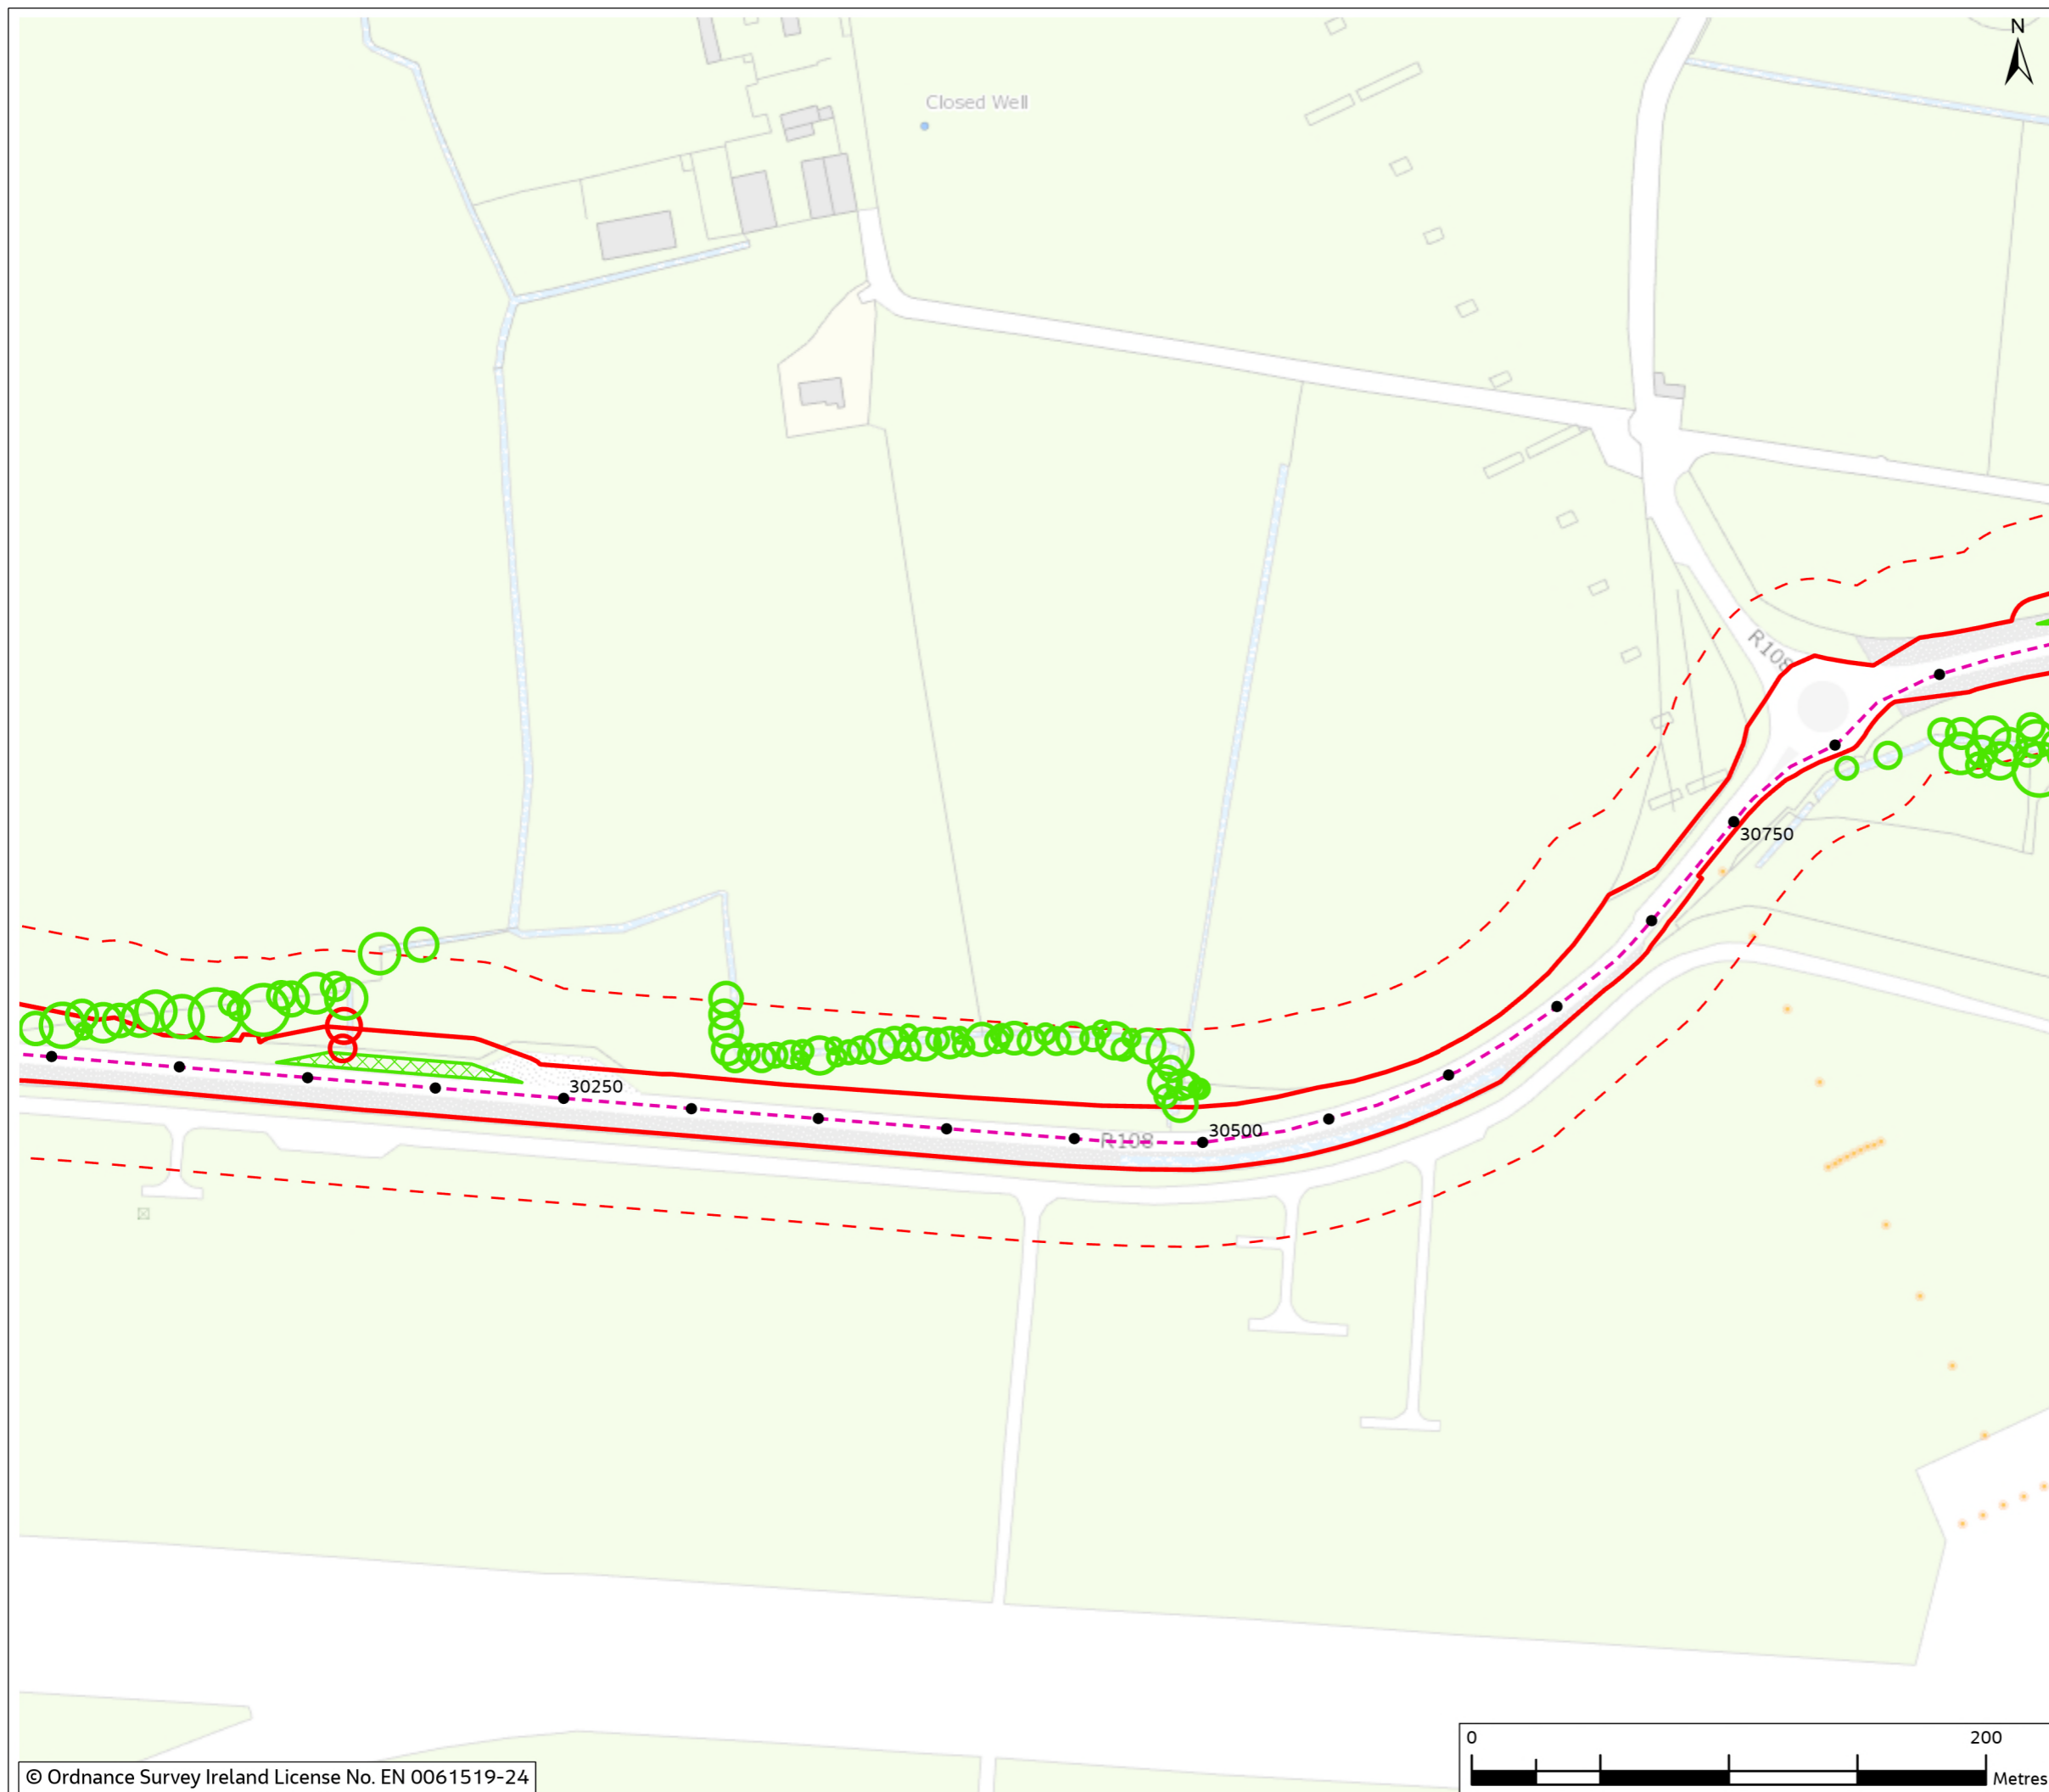 N
Closed Well
R108
30750
30250
30500
R108
0 200
Metres
© Ordnance Survey Ireland License No. EN 0061519-24